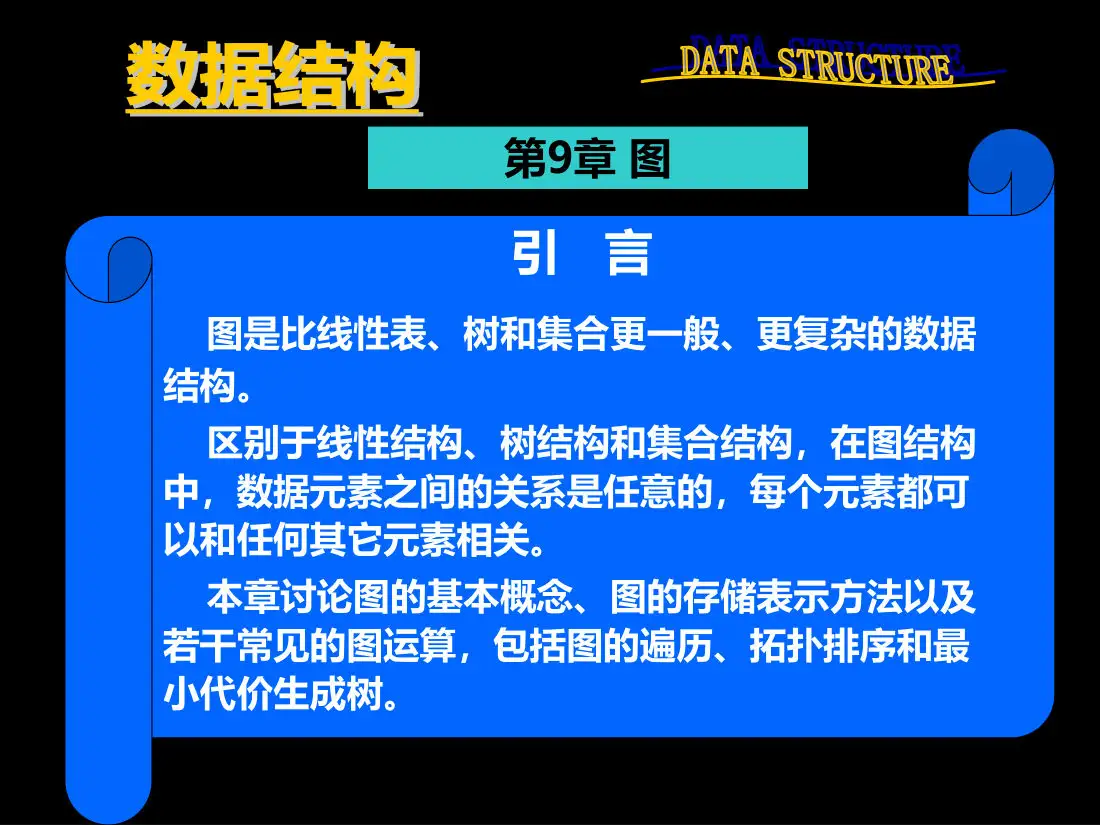 数据结构
DATA STRUCTURE
第9章 图
引 言
图是比线性表、树和集合更一般、更复杂的数据
结构。
区别于线性结构、树结构和集合结构，在图结构
中，数据元素之间的关系是任意的，每个元素都可
以和任何其它元素相关。
本章讨论图的基本概念、图的存储表示方法以及
若干常见的图运算，包括图的遍历、拓扑排序和最
小代价生成树。